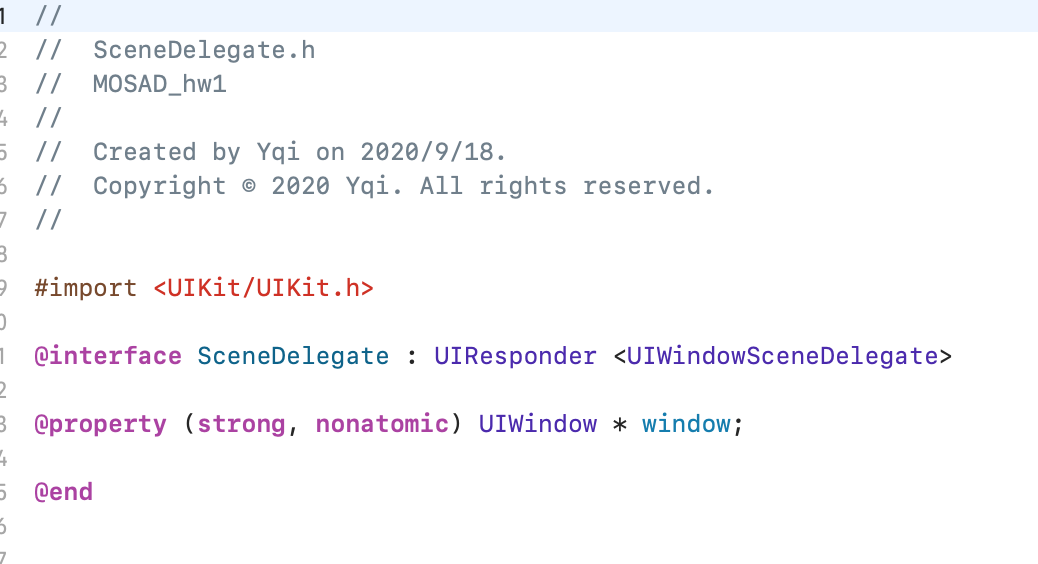 1 //
2 //  SceneDelegate.h
3 //  MOSAD_hw1
4 //
5 //  Created by Yqi on 2020/9/18.
6 //  Copyright © 2020 Yqi. All rights reserved.
7 //
8
9 #import <UIKit/UIKit.h>
0
1 @interface SceneDelegate : UIResponder <UIWindowSceneDelegate>
2
3 @property (strong, nonatomic) UIWindow * window;
4
5 @end
6
7